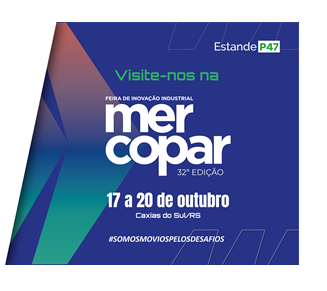 Estande P47
Visite-nos na
FEIRA DE INOVAÇÃO INDUSTRIAL
mer
copar
32ª EDIÇÃO
17 a 20 de outubro
Caxias do Sul/RS
#SOMOSMOVIOSPELOSDESAFIOS